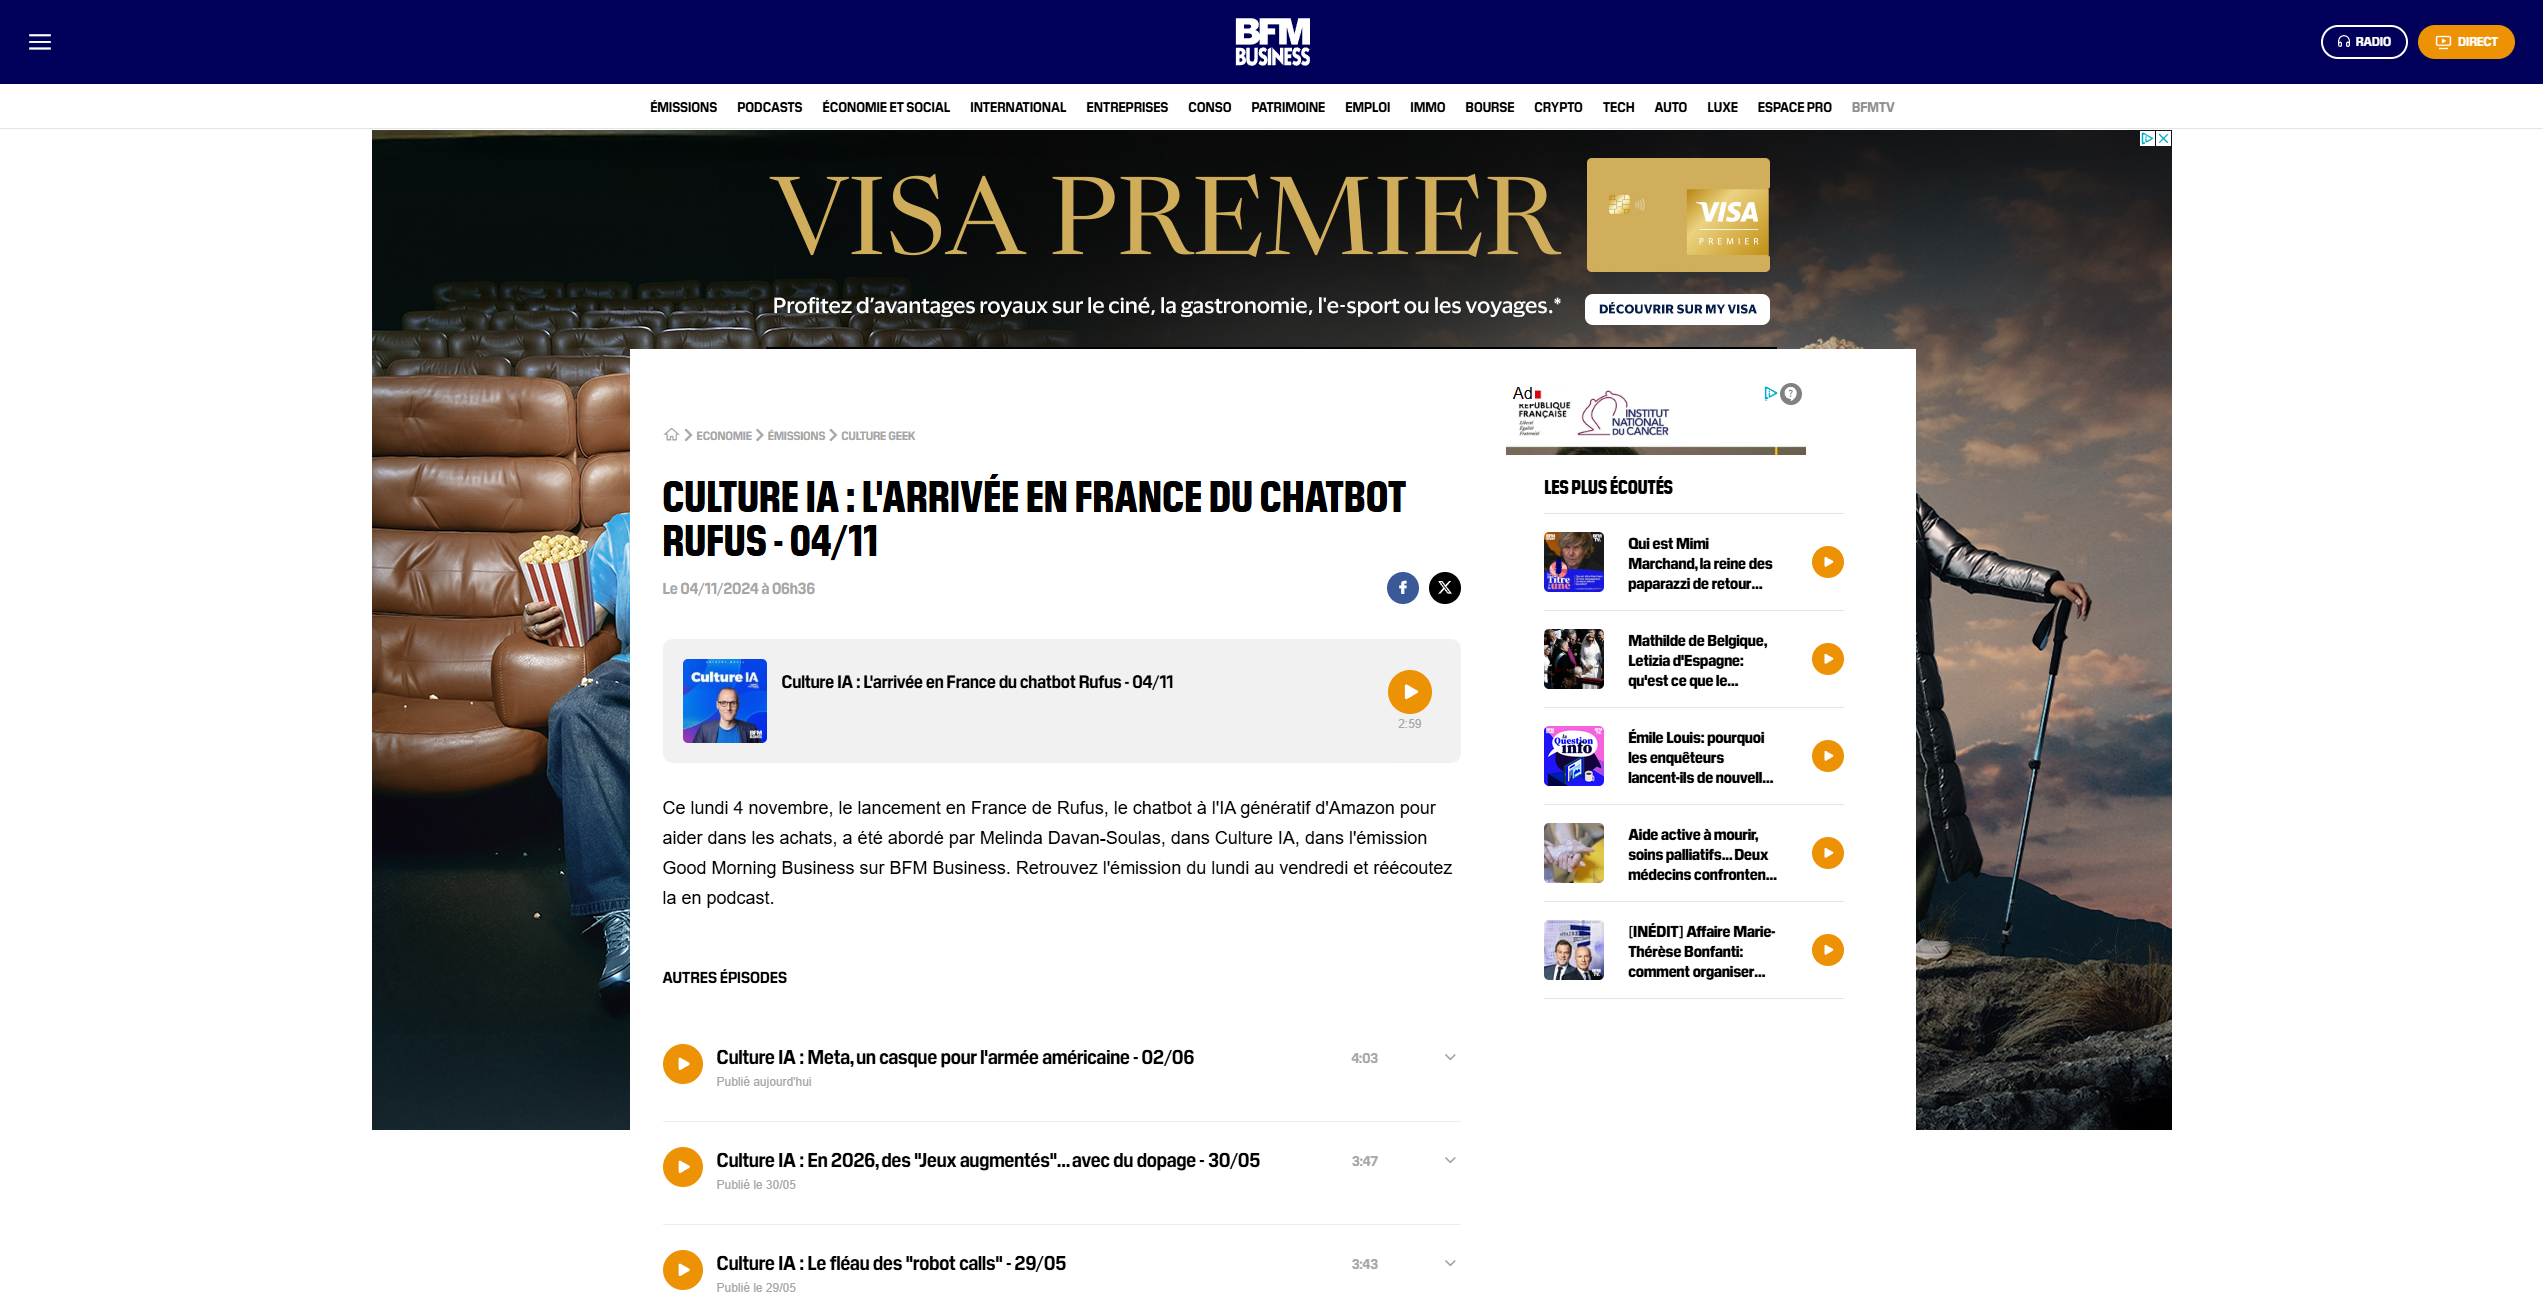 BFM
BUSINESS
RADIO
DIRECT
ÉMISSIONS PODCASTS ÉCONOMIE ET SOCIAL INTERNATIONAL ENTREPRISES CONSO PATRIMOINE EMPLOI IMMO BOURSE CRYPTO TECH AUTO LUXE ESPACE PRO BFMTV
VISA PREMIER
VISA
PREMIER
Profitez d’avantages royaux sur le ciné, la gastronomie, l'e-sport ou les voyages.*
DÉCOUVRIR SUR MY VISA
Ad
RÉPUBLIQUE
FRANÇAISE
Liberté
Égalité
Fraternité
INSTITUT
NATIONAL
DU CANCER
ECONOMIE ÉMISSIONS CULTURE GEEK
CULTURE IA : L'ARRIVÉE EN FRANCE DU CHATBOT
RUFUS - 04/11
Le 04/11/2024 à 06h36
Culture IA
Culture IA : L'arrivée en France du chatbot Rufus - 04/11
2:59
Ce lundi 4 novembre, le lancement en France de Rufus, le chatbot à l'IA génératif d'Amazon pour
aider dans les achats, a été abordé par Melinda Davan-Soulas, dans Culture IA, dans l'émission
Good Morning Business sur BFM Business. Retrouvez l'émission du lundi au vendredi et réécoutez
la en podcast.
AUTRES ÉPISODES
Culture IA : Meta, un casque pour l'armée américaine - 02/06
4:03
Publié aujourd'hui
Culture IA : En 2026, des "Jeux augmentés"... avec du dopage - 30/05
3:47
Publié le 30/05
Culture IA : Le fléau des "robot calls" - 29/05
3:43
Publié le 29/05
LES PLUS ÉCOUTÉS
Titre
à la une
Qui est Mimi
Marchand, la reine des
paparazzi de retour...
Mathilde de Belgique,
Letizia d'Espagne:
qu'est ce que le...
la Question
info
Émile Louis: pourquoi
les enquêteurs
lancent-ils de nouvell...
Aide active à mourir,
soins palliatifs... Deux
médecins confronten...
[INÉDIT] Affaire Marie-
Thérèse Bonfanti:
comment organiser...